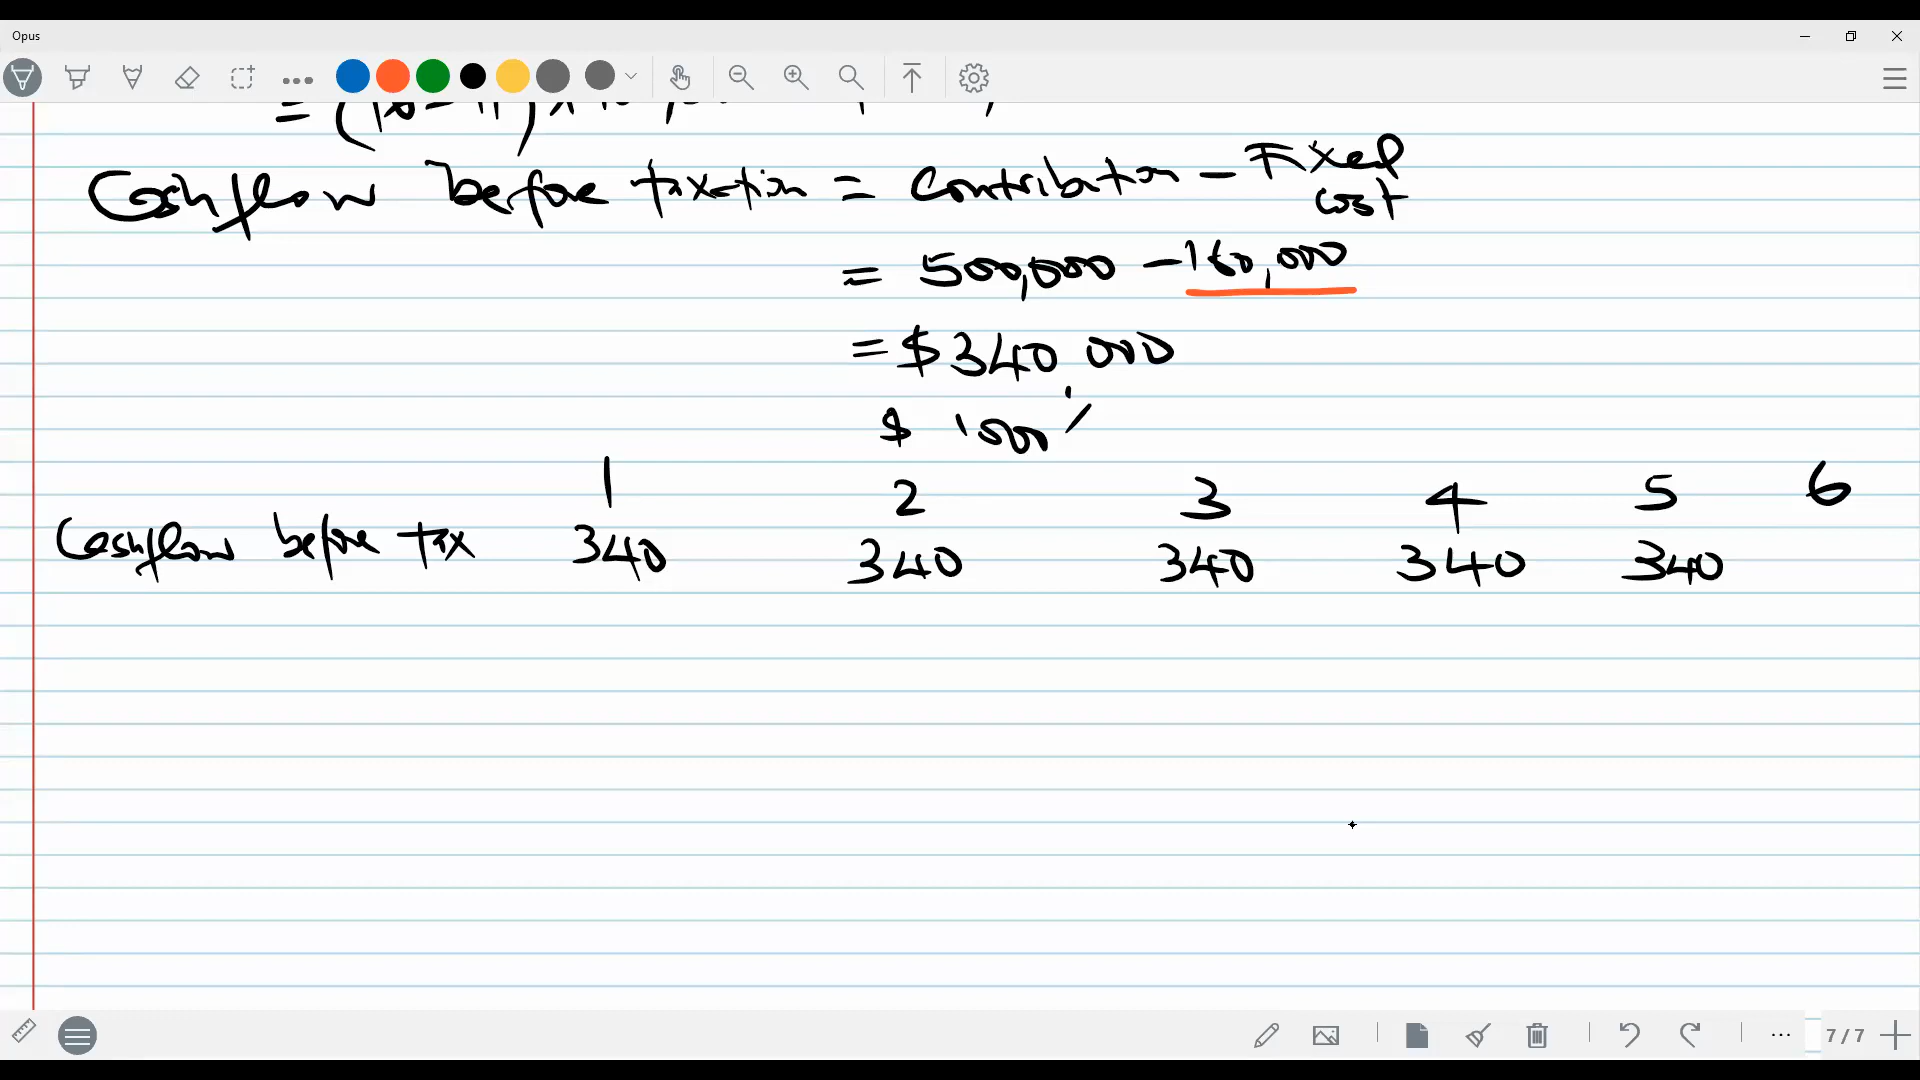 Opus
Cashflow before taxation = Contribution - Fixed cost
= 500,000 - 160,000
= $340,000
$ '000'
1 2 3 4 5 6
Cashflow before tax 340 340 340 340 340
7 / 7